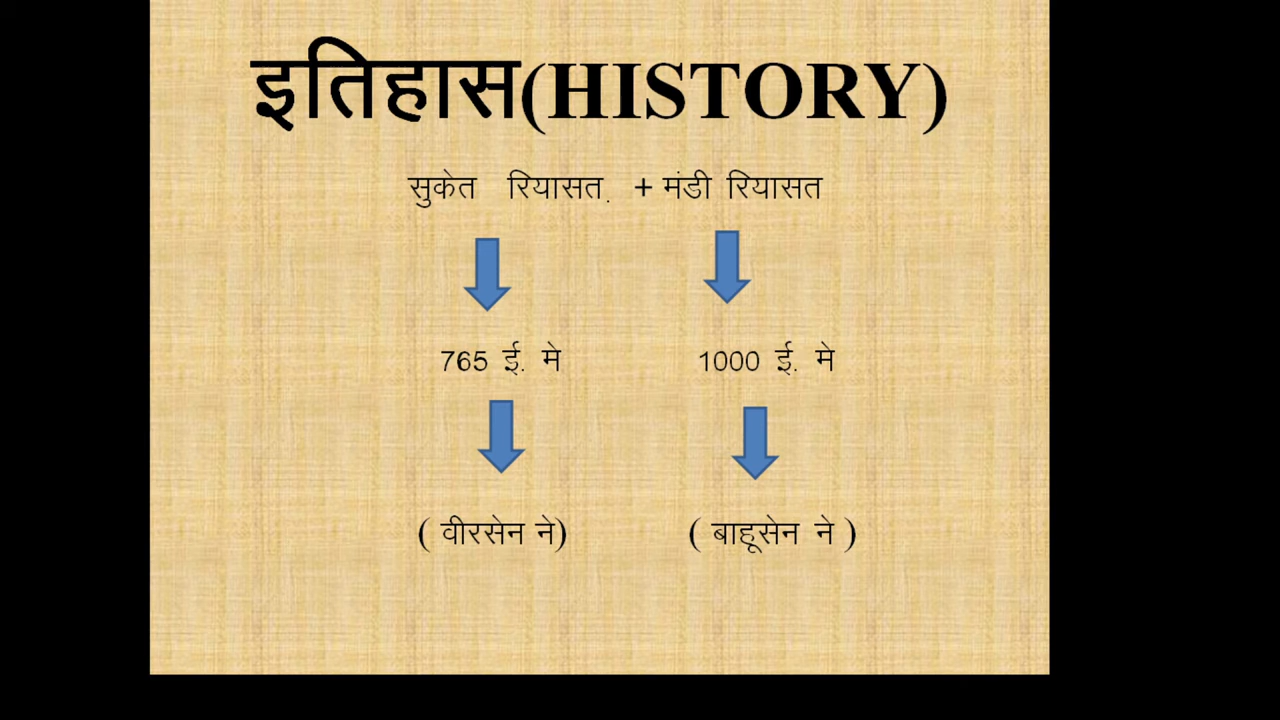 इतिहास(HISTORY)
सुकेत रियासत. + मंडी रियासत
765 ई. मे 1000 ई. मे
( वीरसेन ने) ( बाहूसेन ने )